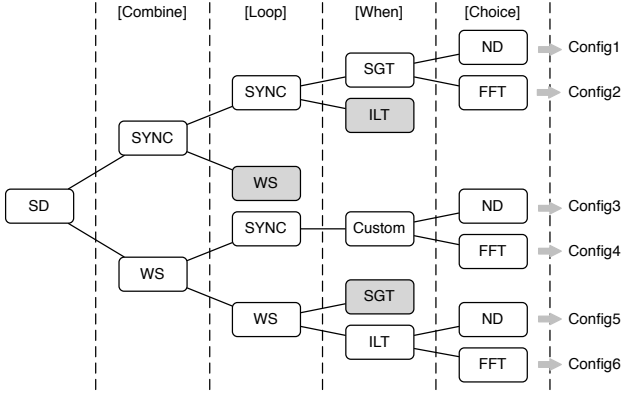 [Combine] [Loop] [When] [Choice]
ND Config1
SGT
SYNC FFT Config2
ILT
SYNC
WS
SD ND Config3
SYNC Custom
FFT Config4
WS
SGT
WS ND Config5
ILT
FFT Config6